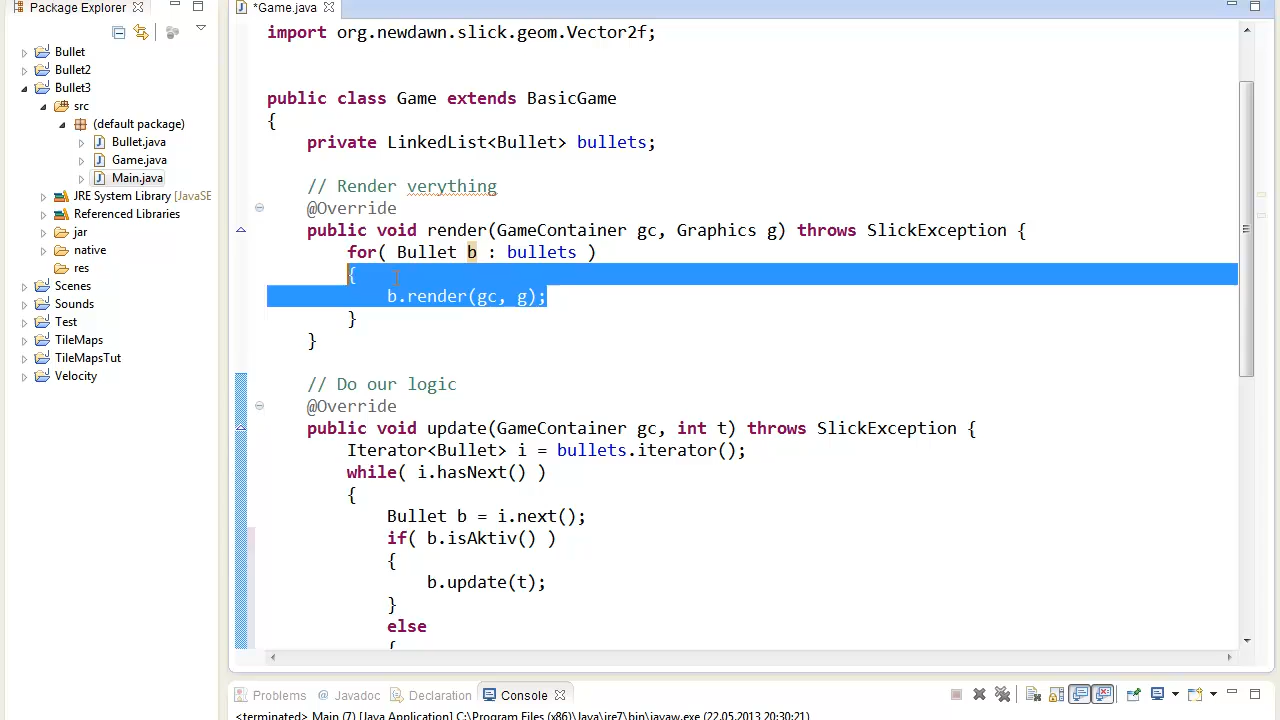 Package Explorer
Bullet
Bullet2
Bullet3
src
(default package)
Bullet.java
Game.java
Main.java
JRE System Library [JavaSE
Referenced Libraries
jar
native
res
Scenes
Sounds
Test
TileMaps
TileMapsTut
Velocity
*Game.java
import org.newdawn.slick.geom.Vector2f;
public class Game extends BasicGame
{
private LinkedList<Bullet> bullets;
// Render verything
@Override
public void render(GameContainer gc, Graphics g) throws SlickException {
for( Bullet b : bullets )
{
b.render(gc, g);
}
}
// Do our logic
@Override
public void update(GameContainer gc, int t) throws SlickException {
Iterator<Bullet> i = bullets.iterator();
while( i.hasNext() )
{
Bullet b = i.next();
if( b.isAktiv() )
{
b.update(t);
}
else
{
Problems @ Javadoc Declaration Console
<terminated> Main (7) [Java Application] C:\Program Files (x86)\Java\jre7\bin\javaw.exe (22.05.2013 20:30:21)